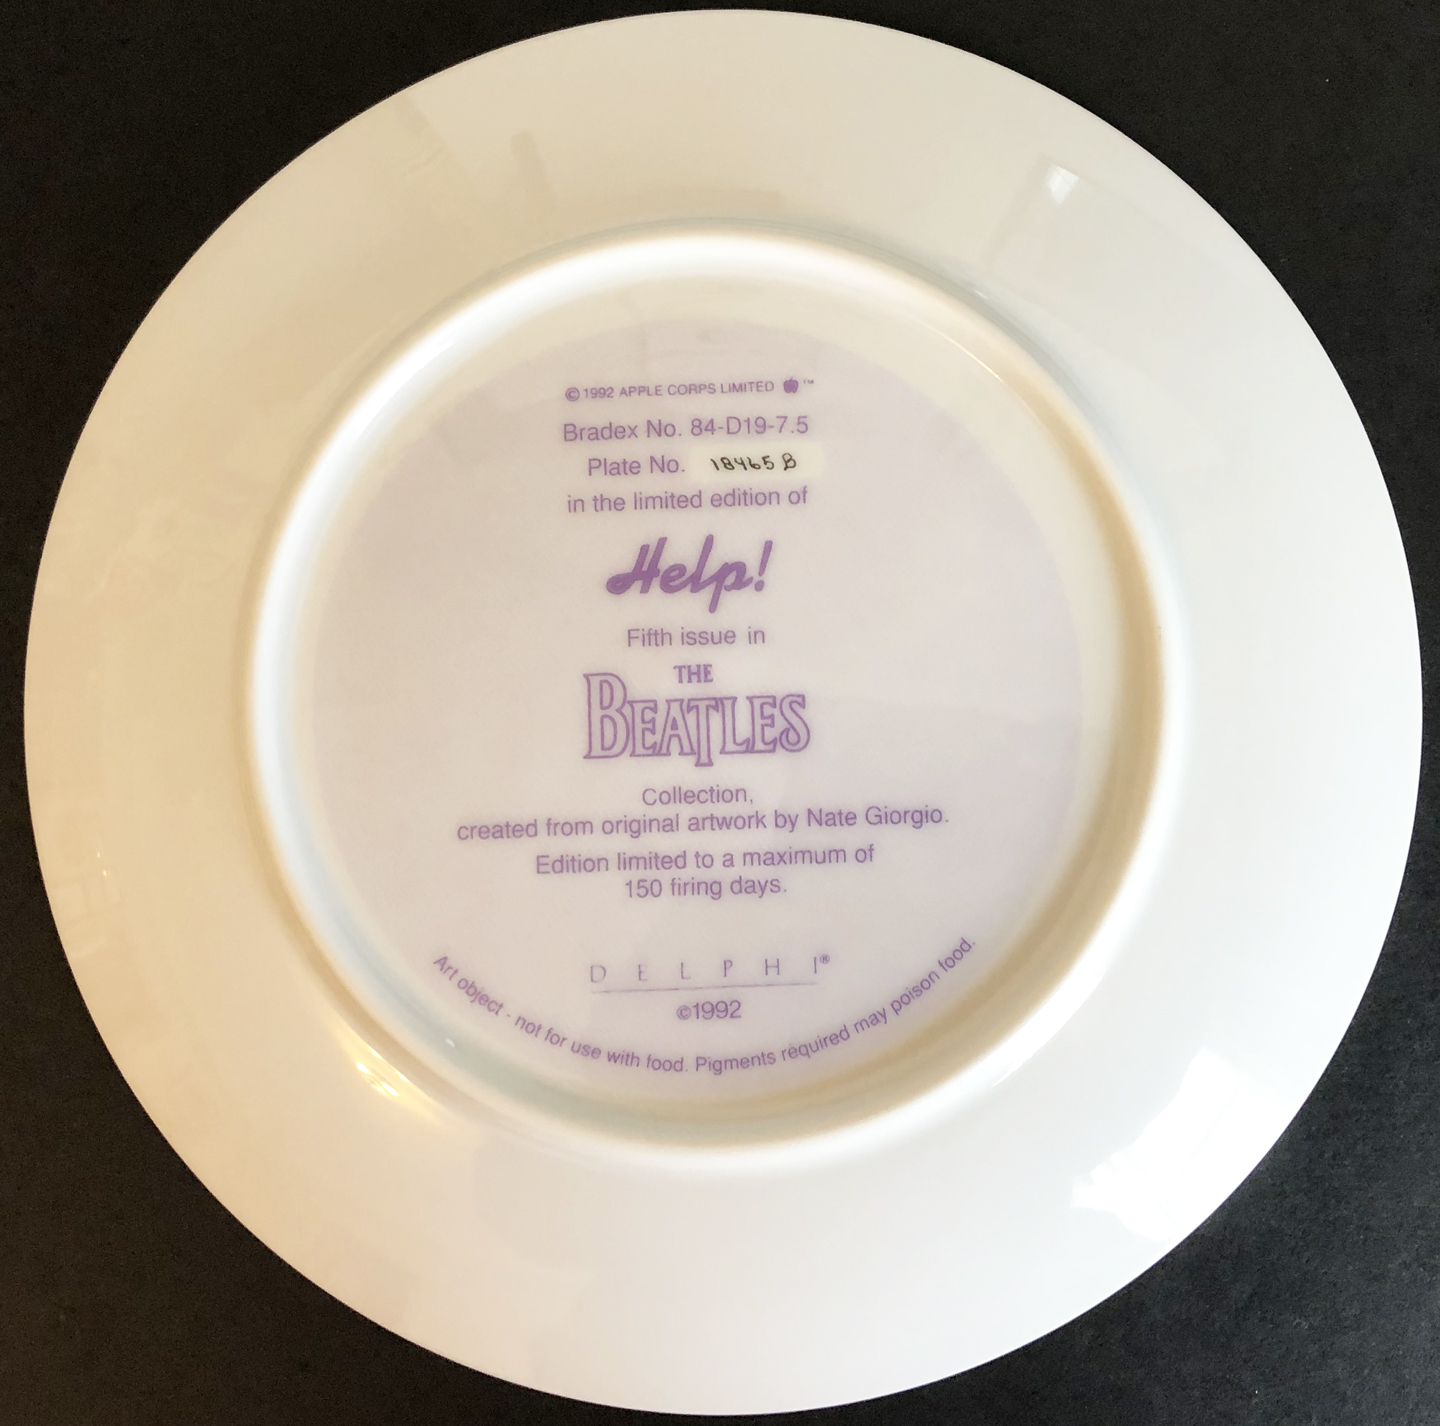 © 1992 APPLE CORPS LIMITED ™
Bradex No. 84-D19-7.5
Plate No. 18465 B
in the limited edition of
Help!
Fifth issue in
THE
BEATLES
Collection,
created from original artwork by Nate Giorgio.
Edition limited to a maximum of
150 firing days.
DELPHI®
©1992
Art object - not for use with food. Pigments required may poison food.